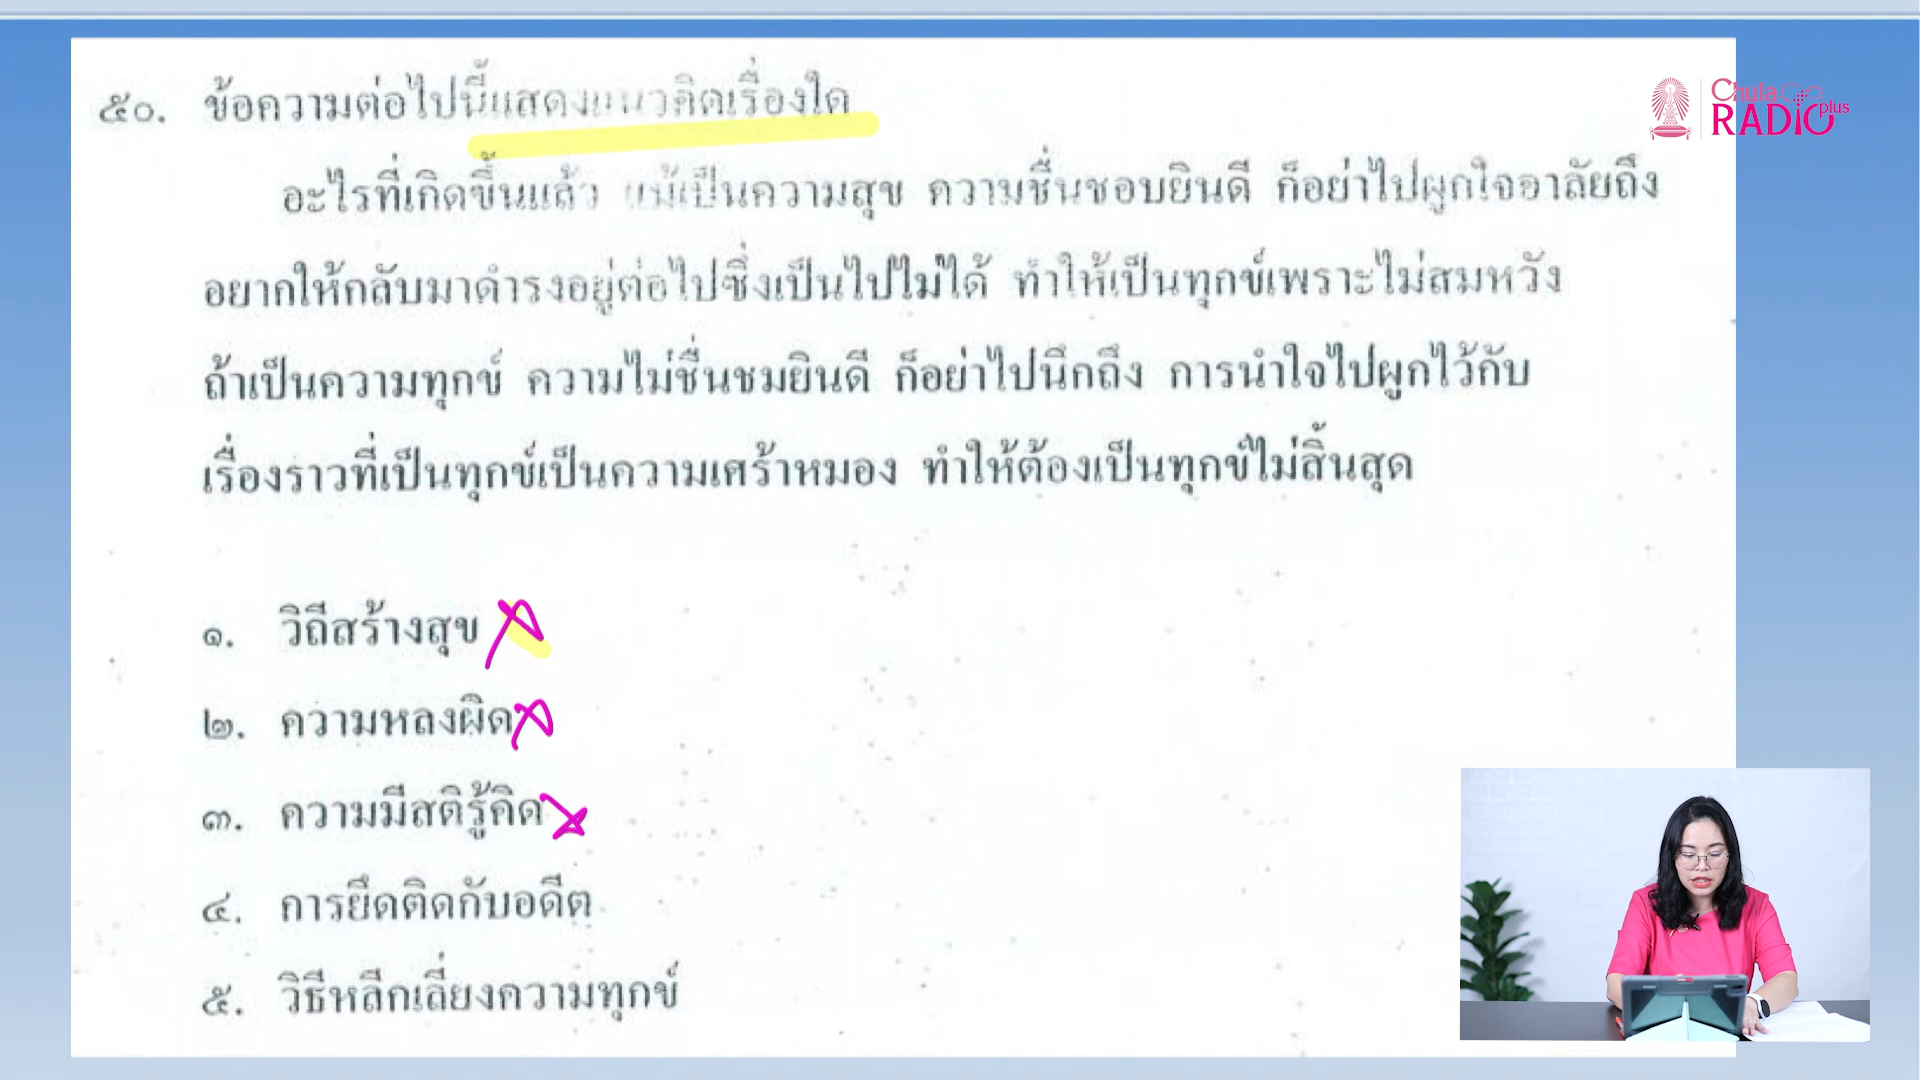 Chula
RADIO plus
๕๐. ข้อความต่อไปนี้แสดงแนวคิดเรื่องใด
อะไรที่เกิดขึ้นแล้ว แม้เป็นความสุข ความชื่นชอบยินดี ก็อย่าไปผูกใจอาลัยถึง
อยากให้กลับมาดำรงอยู่ต่อไปซึ่งเป็นไปไม่ได้ ทำให้เป็นทุกข์เพราะไม่สมหวัง
ถ้าเป็นความทุกข์ ความไม่ชื่นชมยินดี ก็อย่าไปนึกถึง การนำใจไปผูกไว้กับ
เรื่องราวที่เป็นทุกข์เป็นความเศร้าหมอง ทำให้ต้องเป็นทุกข์ไม่สิ้นสุด
๑. วิถีสร้างสุข
๒. ความหลงผิด
๓. ความมีสติรู้คิด
๔. การยึดติดกับอดีต
๕. วิธีหลีกเลี่ยงความทุกข์